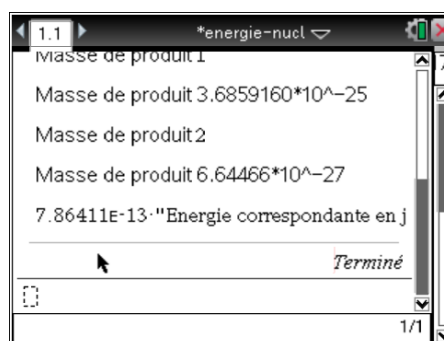 1.1
*energie-nucl
Masse de produit 1
Masse de produit 3.6859160*10^−25
Masse de produit 2
Masse de produit 6.64466*10^−27
7.86411E-13·"Energie correspondante en j
Terminé
1/1